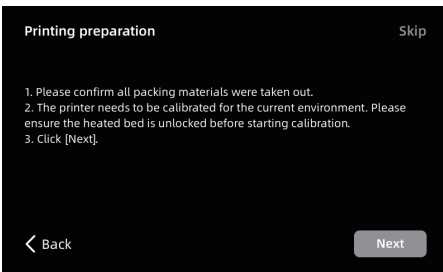 Printing preparation
Skip
1. Please confirm all packing materials were taken out.
2. The printer needs to be calibrated for the current environment. Please
ensure the heated bed is unlocked before starting calibration.
3. Click [Next].
Back
Next